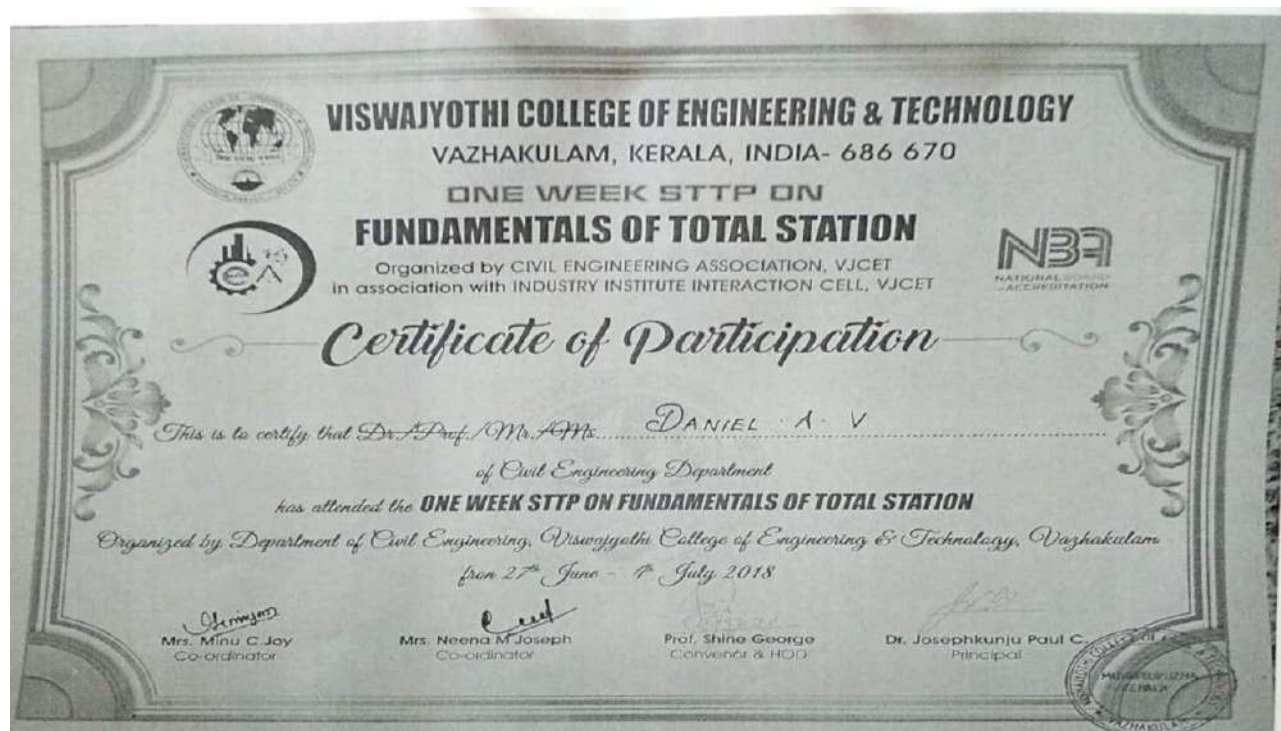 VISWAJYOTHI COLLEGE OF ENGINEERING & TECHNOLOGY
VAZHAKULAM, KERALA, INDIA- 686 670
ONE WEEK STTP ON
FUNDAMENTALS OF TOTAL STATION
Organized by CIVIL ENGINEERING ASSOCIATION, VJCET
in association with INDUSTRY INSTITUTE INTERACTION CELL, VJCET
NBA
NATIONAL BOARD
ACCREDITATION
Certificate of Participation
This is to certify that Dr./Prof./Mr./Ms. DANIEL A. V
of Civil Engineering Department
has attended the ONE WEEK STTP ON FUNDAMENTALS OF TOTAL STATION
Organized by Department of Civil Engineering, Viswajyothi College of Engineering & Technology, Vazhakulam
fron 27th June - 4th July 2018
Mrs. Minu C.Joy
Co-ordinator
Mrs. Neena M Joseph
Co-ordinator
Prof. Shine George
Convenor & HOD
Dr. Josephkunju Paul C.
Principal
MUVATTUPUZHA
KERALA
VAZHAKULAM